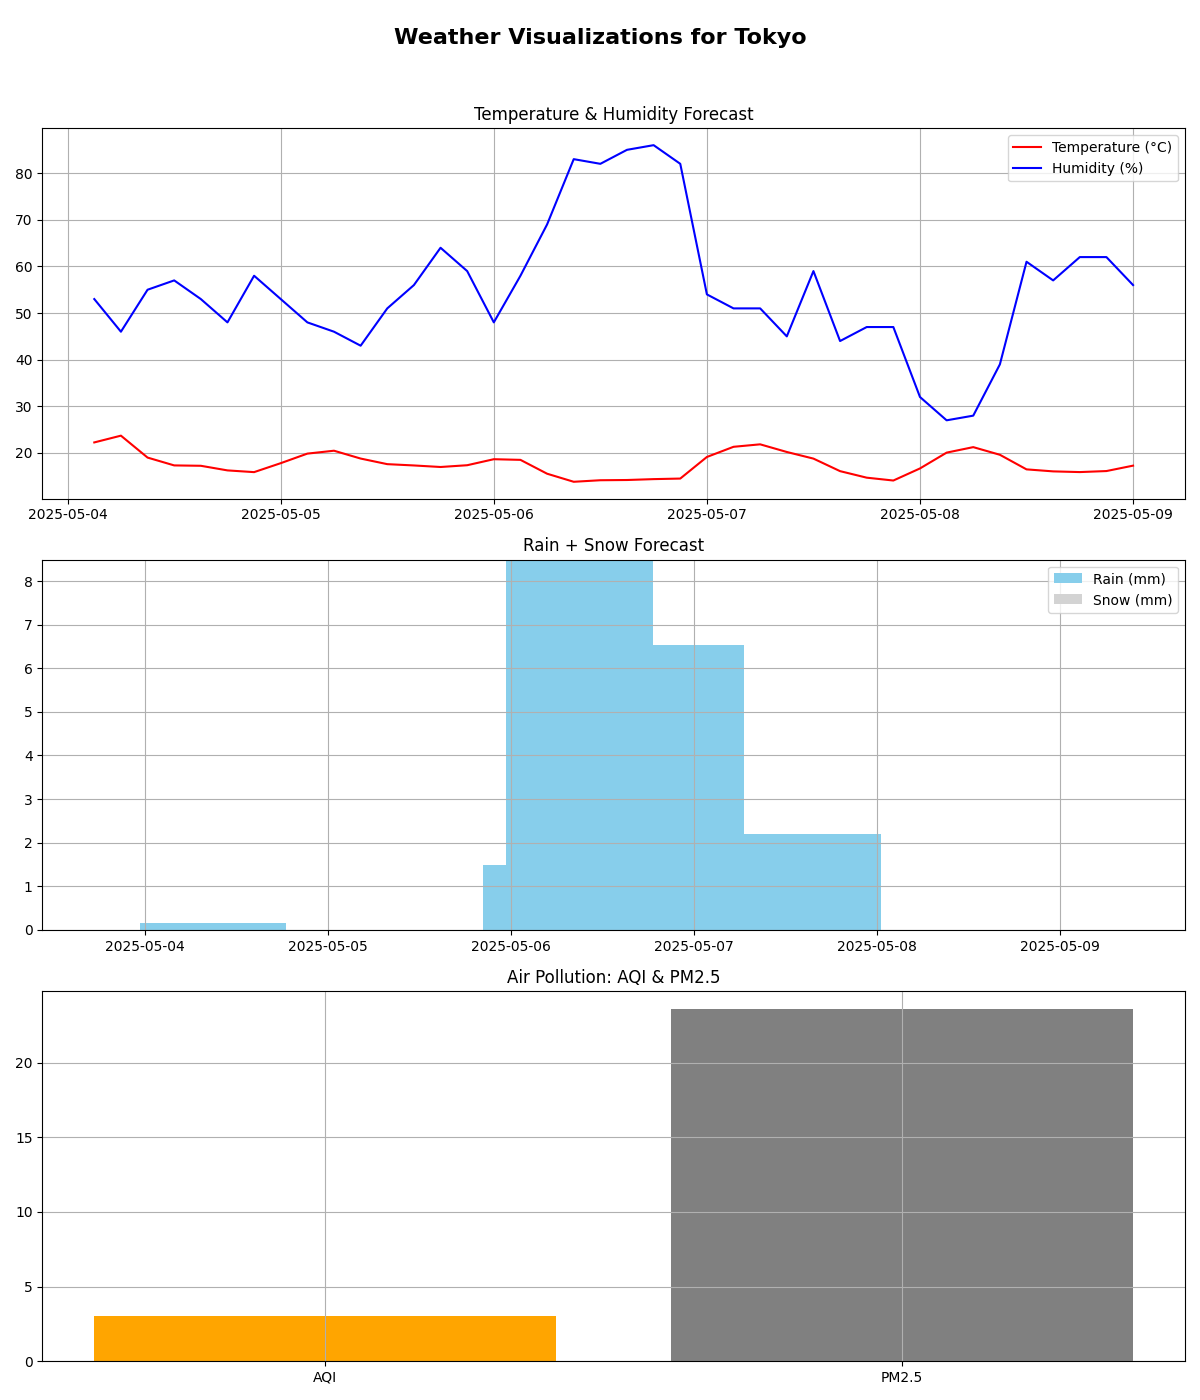 Weather Visualizations for Tokyo
Temperature & Humidity Forecast
Temperature (°C)
Humidity (%)
80
70
60
50
40
30
20
2025-05-04 2025-05-05 2025-05-06 2025-05-07 2025-05-08 2025-05-09
Rain + Snow Forecast
Rain (mm)
Snow (mm)
8
7
6
5
4
3
2
1
0
2025-05-04 2025-05-05 2025-05-06 2025-05-07 2025-05-08 2025-05-09
Air Pollution: AQI & PM2.5
20
15
10
5
0
AQI PM2.5